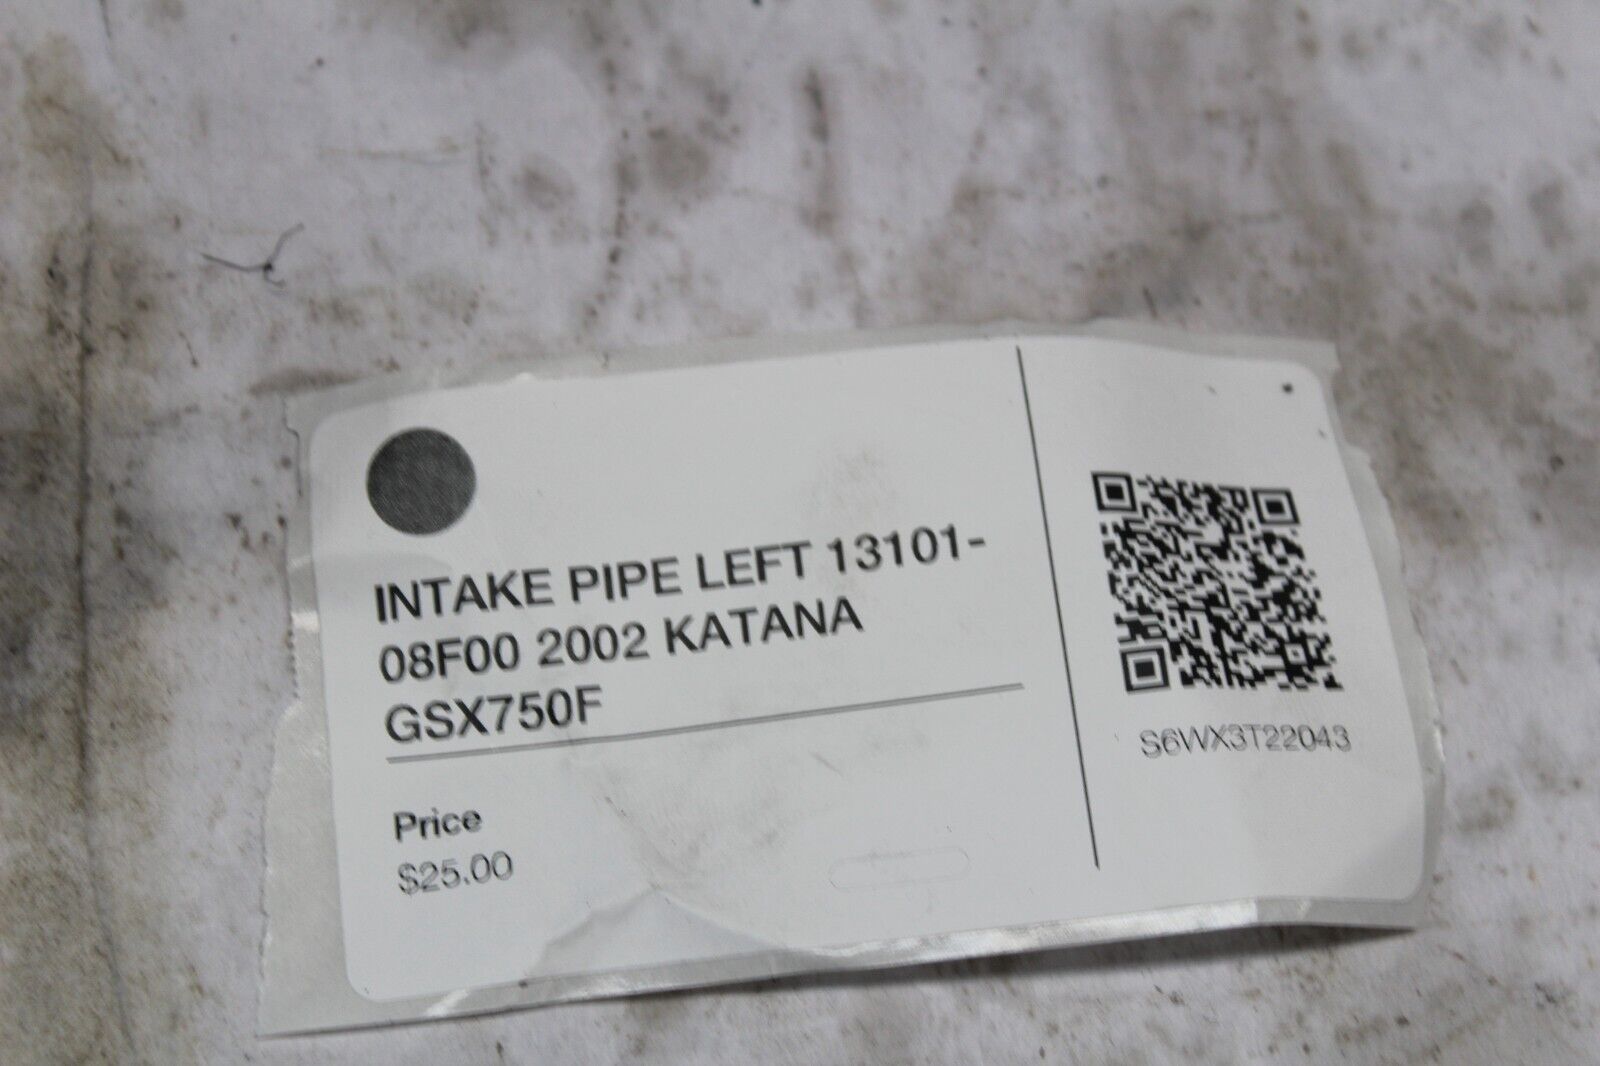 INTAKE PIPE LEFT 13101-
08F00 2002 KATANA
GSX750F
Price
$25.00
S6WX3T22043